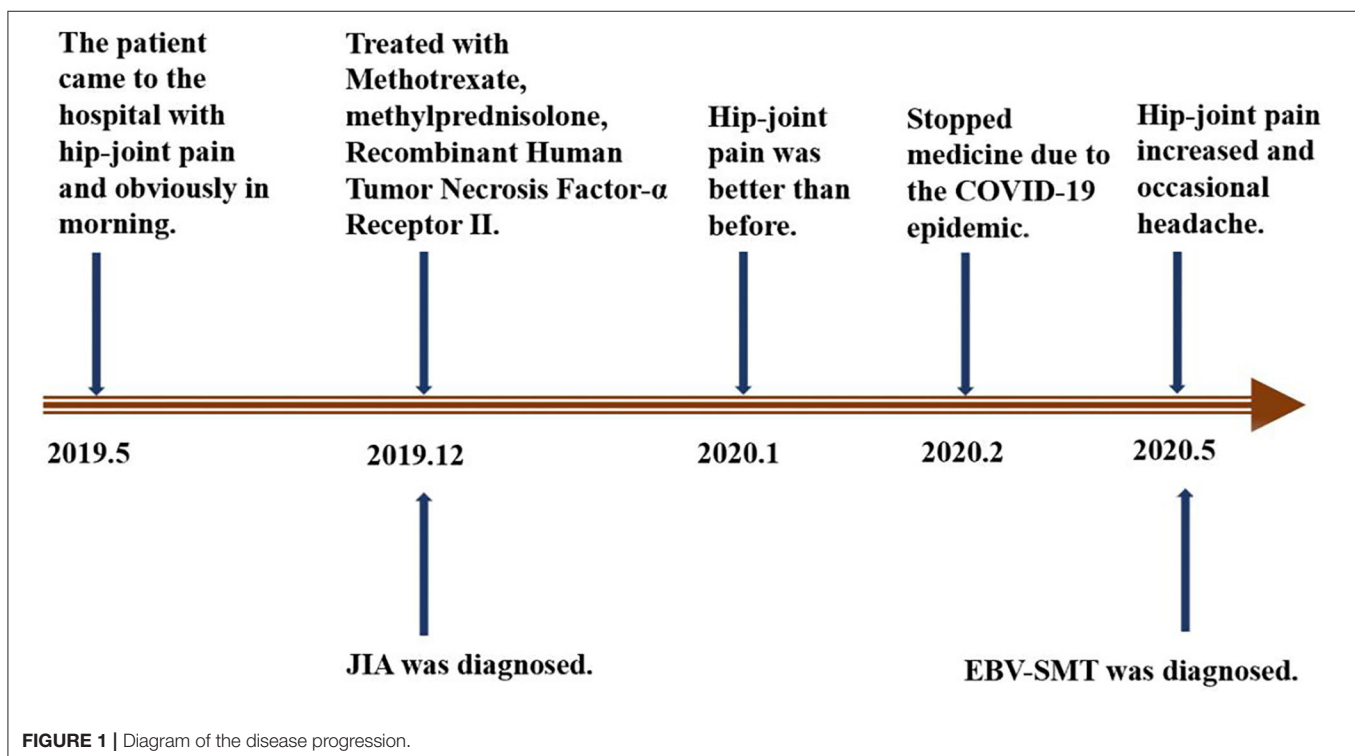 The patient
came to the
hospital with
hip-joint pain
and obviously in
morning.
Treated with
Methotrexate,
methylprednisolone,
Recombinant Human
Tumor Necrosis Factor-α
Receptor II.
Hip-joint
pain was
better than
before.
Stopped
medicine due to
the COVID-19
epidemic.
Hip-joint pain
increased and
occasional
headache.
2019.5
2019.12
2020.1
2020.2
2020.5
JIA was diagnosed.
EBV-SMT was diagnosed.
FIGURE 1 | Diagram of the disease progression.